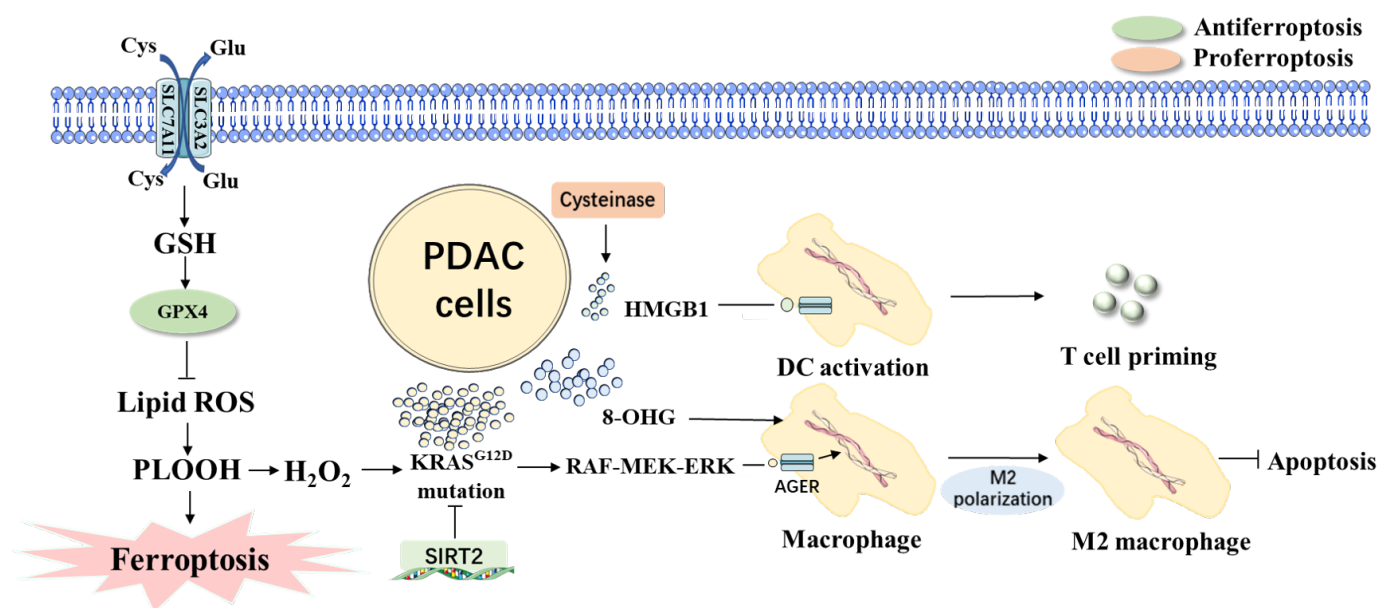 Antiferroptosis
Proferroptosis
Cys
Glu
SLC7A11
SLC3A2
Cys
Glu
GSH
GPX4
Lipid ROS
PLOOH
H₂O₂
Ferroptosis
PDAC
cells
Cysteinase
HMGB1
DC activation
T cell priming
8-OHG
KRASᴳ¹²ᴰ
mutation
RAF-MEK-ERK
AGER
Macrophage
M2
polarization
M2 macrophage
Apoptosis
SIRT2